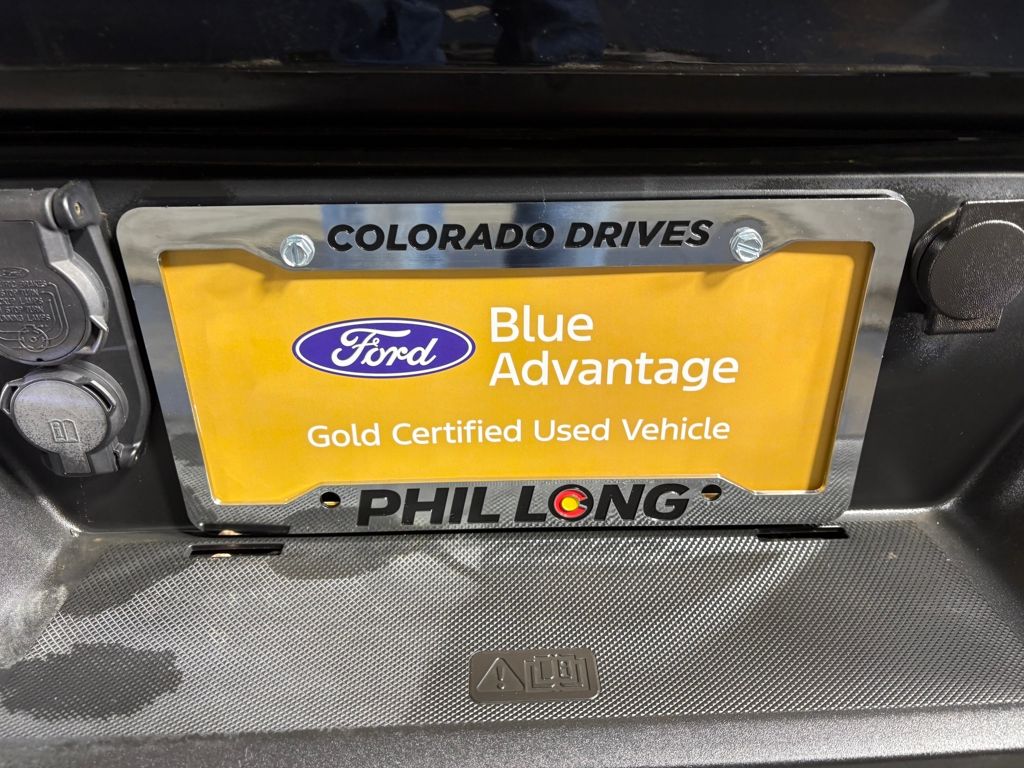 COLORADO DRIVES
Ford
Blue
Advantage
Gold Certified Used Vehicle
PHIL LONG